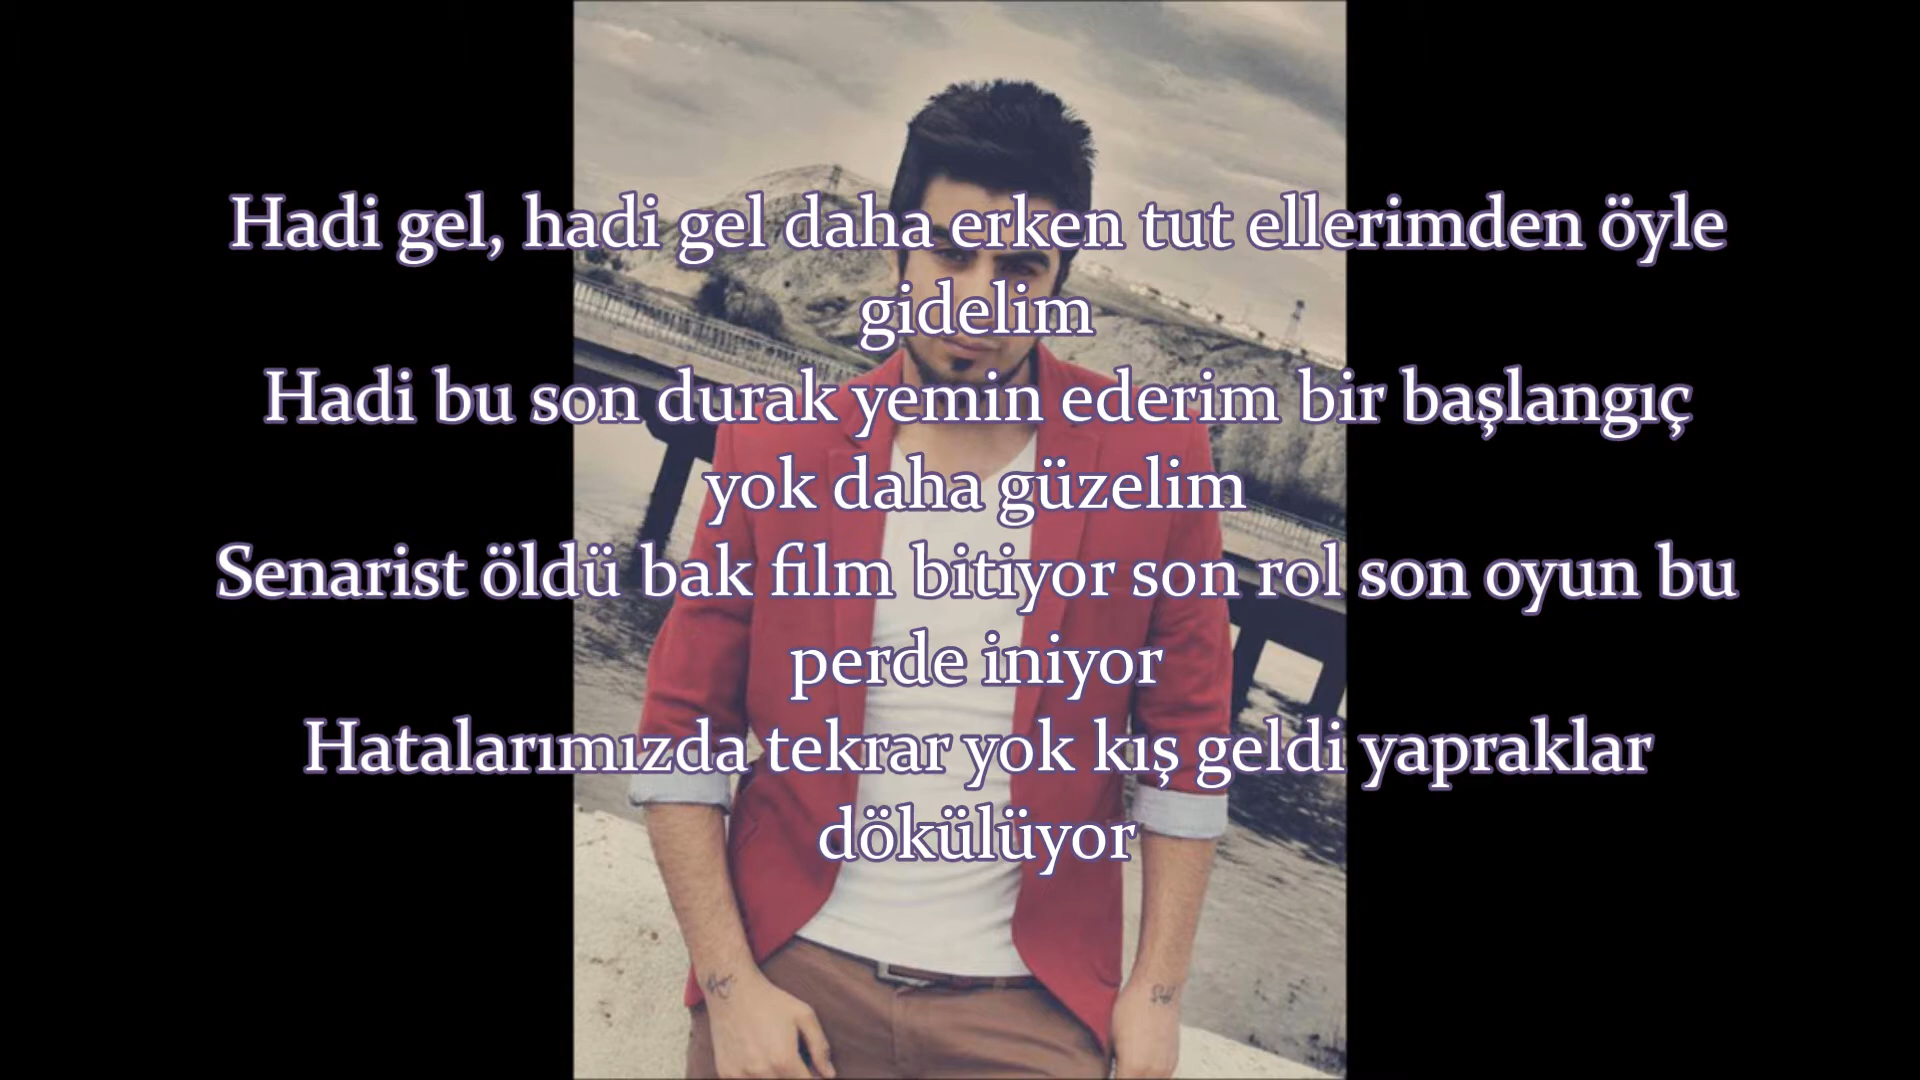 Hadi gel, hadi gel daha erken tut ellerimden öyle
gidelim
Hadi bu son durak yemin ederim bir başlangıç
yok daha güzelim
Senarist öldü bak film bitiyor son rol son oyun bu
perde iniyor
Hatalarımızda tekrar yok kış geldi yapraklar
dökülüyor